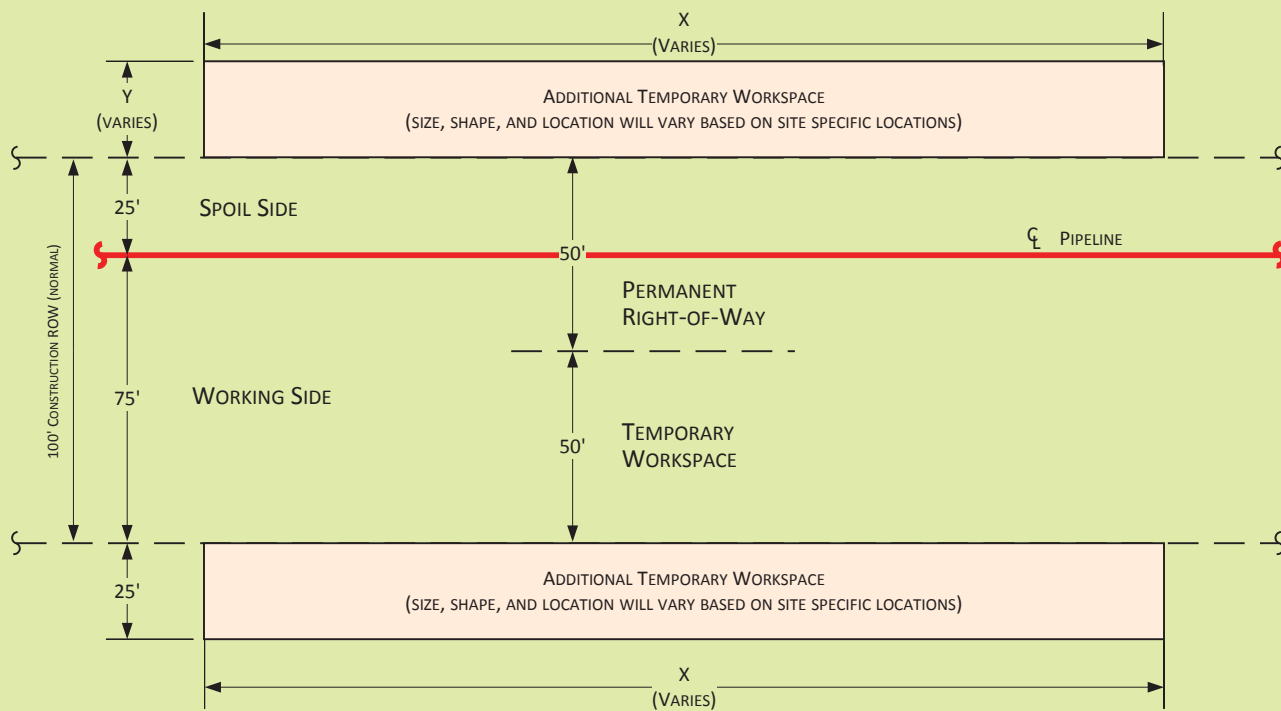 X
(VARIES)
Y
(VARIES)
ADDITIONAL TEMPORARY WORKSPACE
(SIZE, SHAPE, AND LOCATION WILL VARY BASED ON SITE SPECIFIC LOCATIONS)
25'
SPOIL SIDE
℄ PIPELINE
50'
PERMANENT
RIGHT-OF-WAY
100' CONSTRUCTION ROW (NORMAL)
75'
WORKING SIDE
50'
TEMPORARY
WORKSPACE
25'
ADDITIONAL TEMPORARY WORKSPACE
(SIZE, SHAPE, AND LOCATION WILL VARY BASED ON SITE SPECIFIC LOCATIONS)
X
(VARIES)